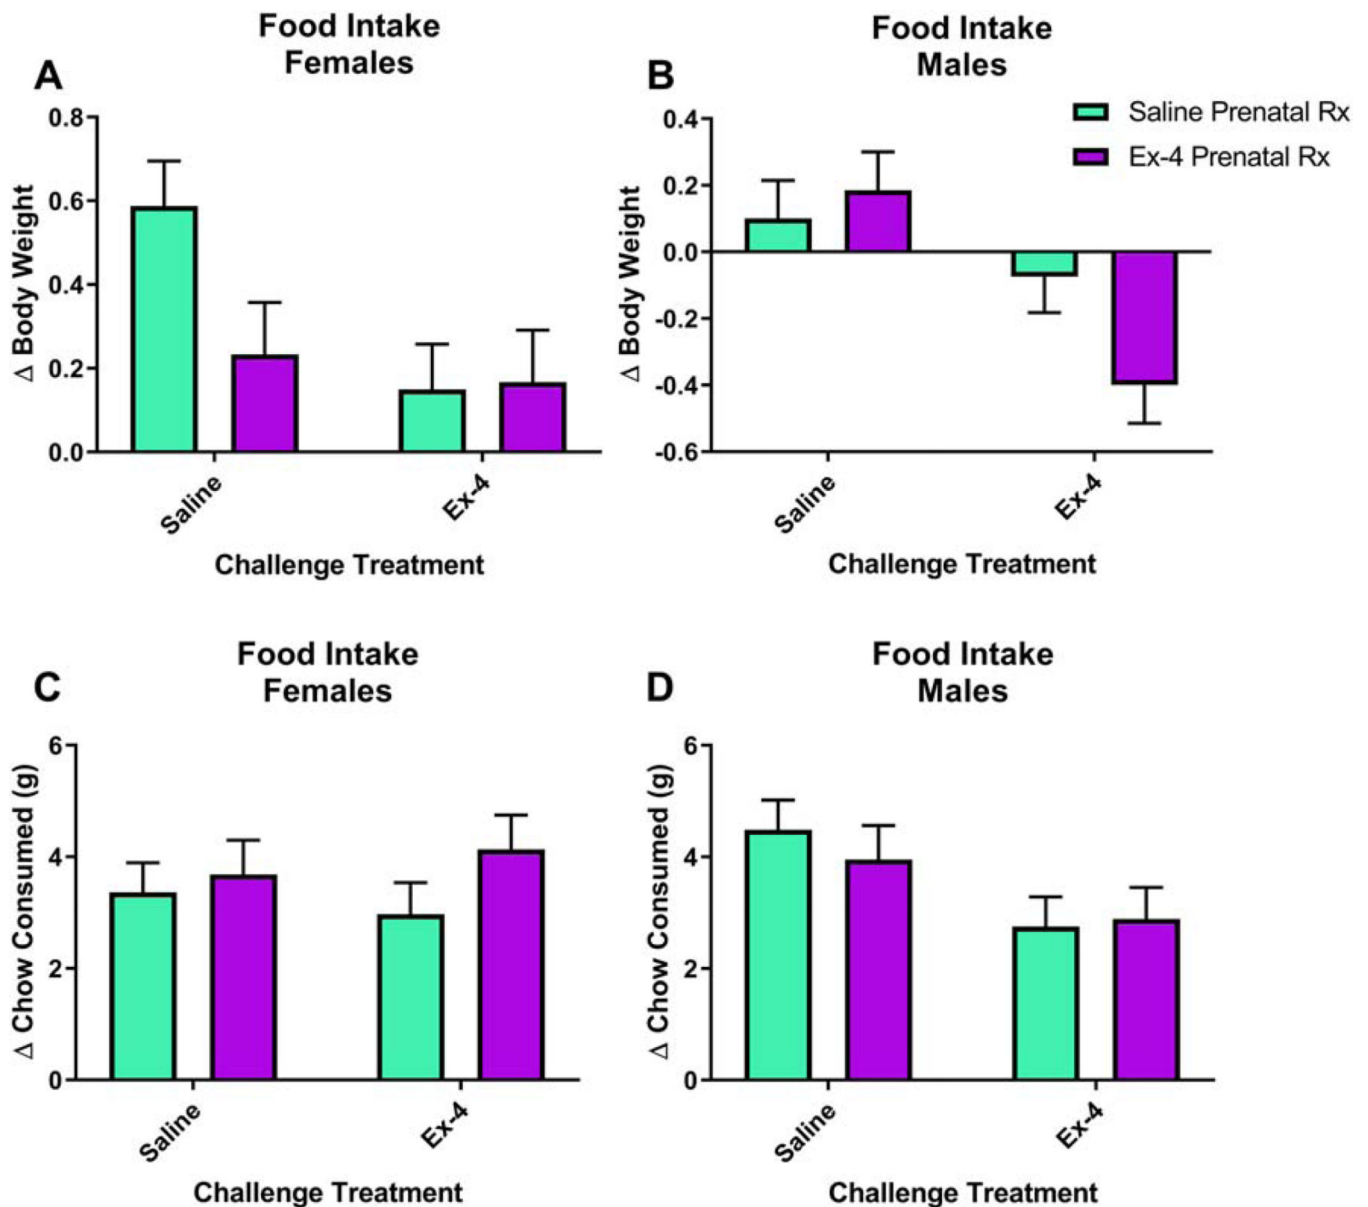 Food Intake
Females
A
0.8
0.6
0.4
0.2
0.0
Δ Body Weight
Saline
Ex-4
Challenge Treatment
Food Intake
Males
B
Saline Prenatal Rx
Ex-4 Prenatal Rx
0.4
0.2
0.0
-0.2
-0.4
-0.6
Δ Body Weight
Saline
Ex-4
Challenge Treatment
Food Intake
Females
C
6
4
2
0
Δ Chow Consumed (g)
Saline
Ex-4
Challenge Treatment
Food Intake
Males
D
6
4
2
0
Δ Chow Consumed (g)
Saline
Ex-4
Challenge Treatment